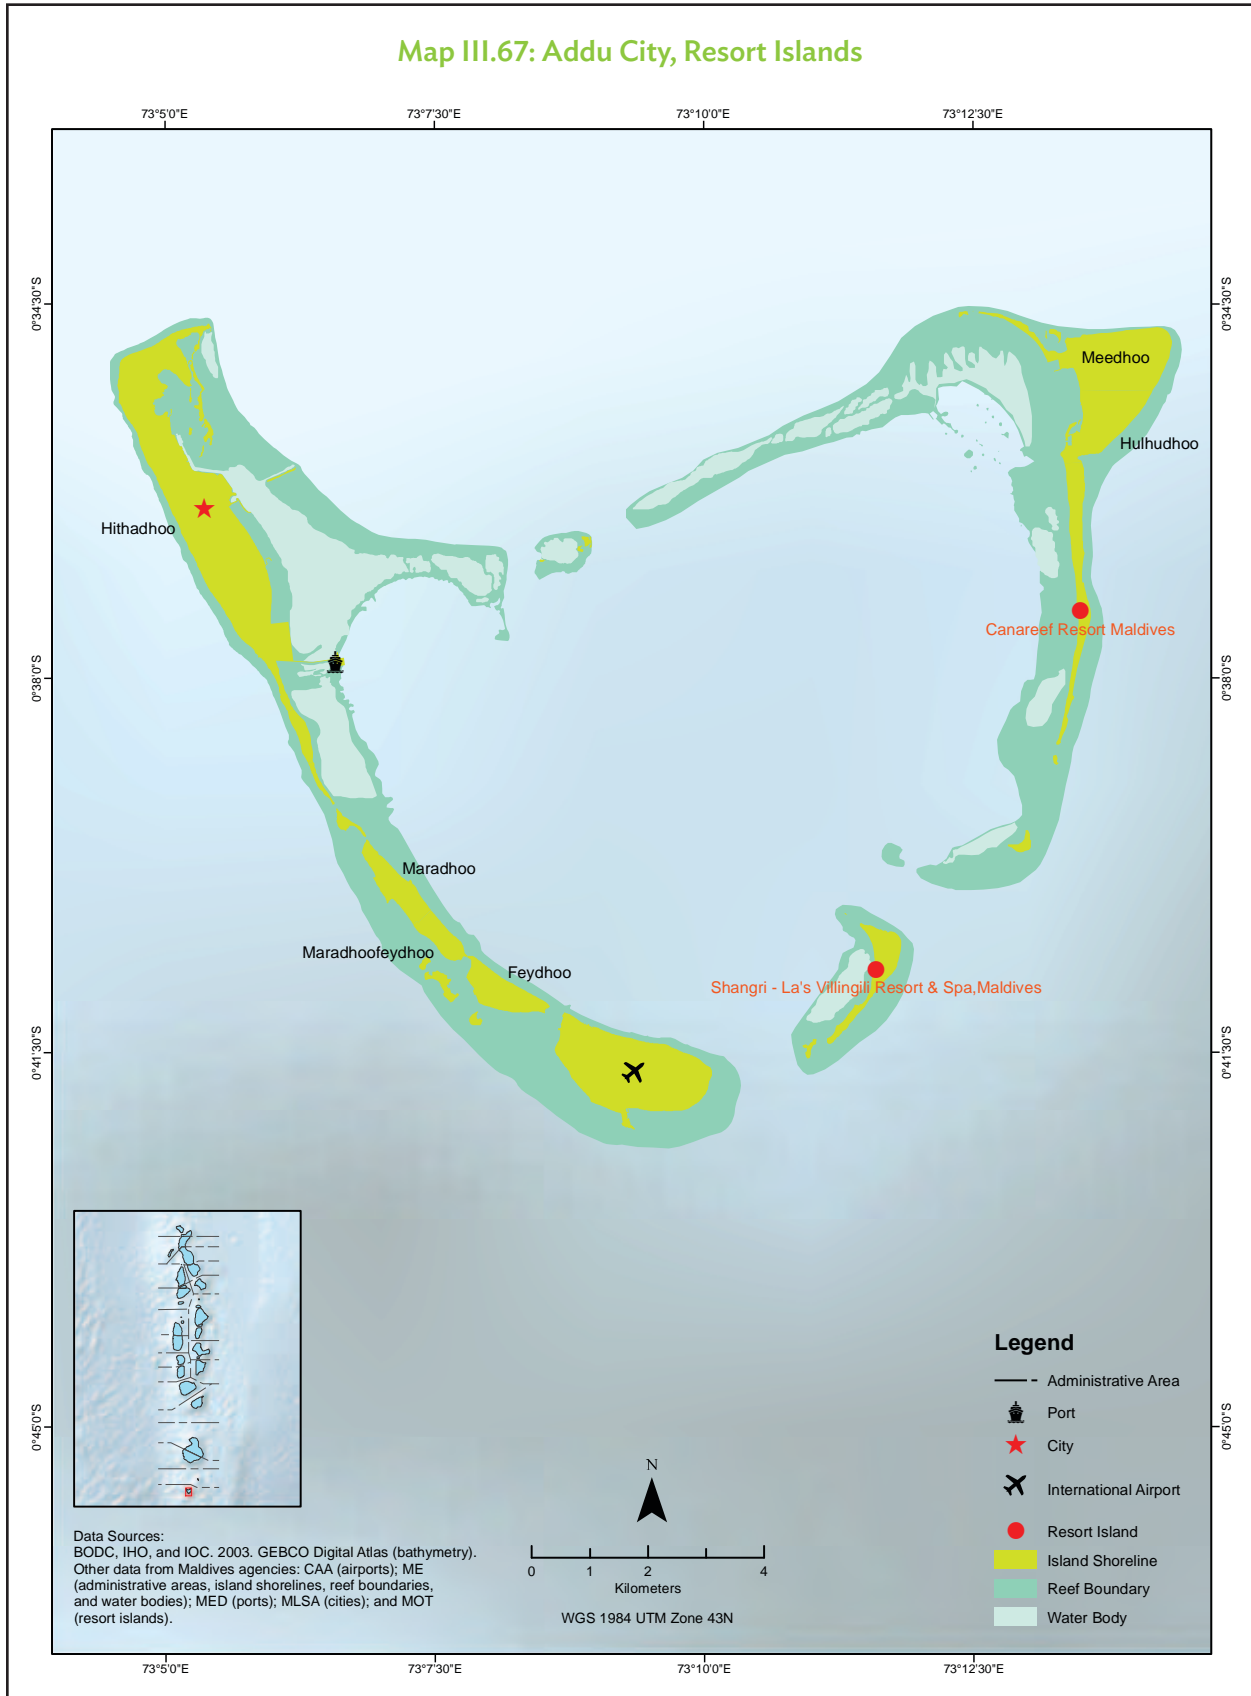 Map III.67: Addu City, Resort Islands
73°5'0"E 73°7'30"E 73°10'0"E 73°12'30"E
0°34'30"S 0°34'30"S
Meedhoo
Hulhudhoo
Hithadhoo
Canareef Resort Maldives
0°38'0"S 0°38'0"S
Maradhoo
Maradhoofeydhoo
Feydhoo
Shangri - La's Villingili Resort & Spa,Maldives
0°41'30"S 0°41'30"S
0°45'0"S 0°45'0"S
Legend
Administrative Area
Port
City
International Airport
Resort Island
Island Shoreline
Reef Boundary
Water Body
N
0 1 2 4
Kilometers
WGS 1984 UTM Zone 43N
Data Sources:
BODC, IHO, and IOC. 2003. GEBCO Digital Atlas (bathymetry).
Other data from Maldives agencies: CAA (airports); ME
(administrative areas, island shorelines, reef boundaries,
and water bodies); MED (ports); MLSA (cities); and MOT
(resort islands).
73°5'0"E 73°7'30"E 73°10'0"E 73°12'30"E